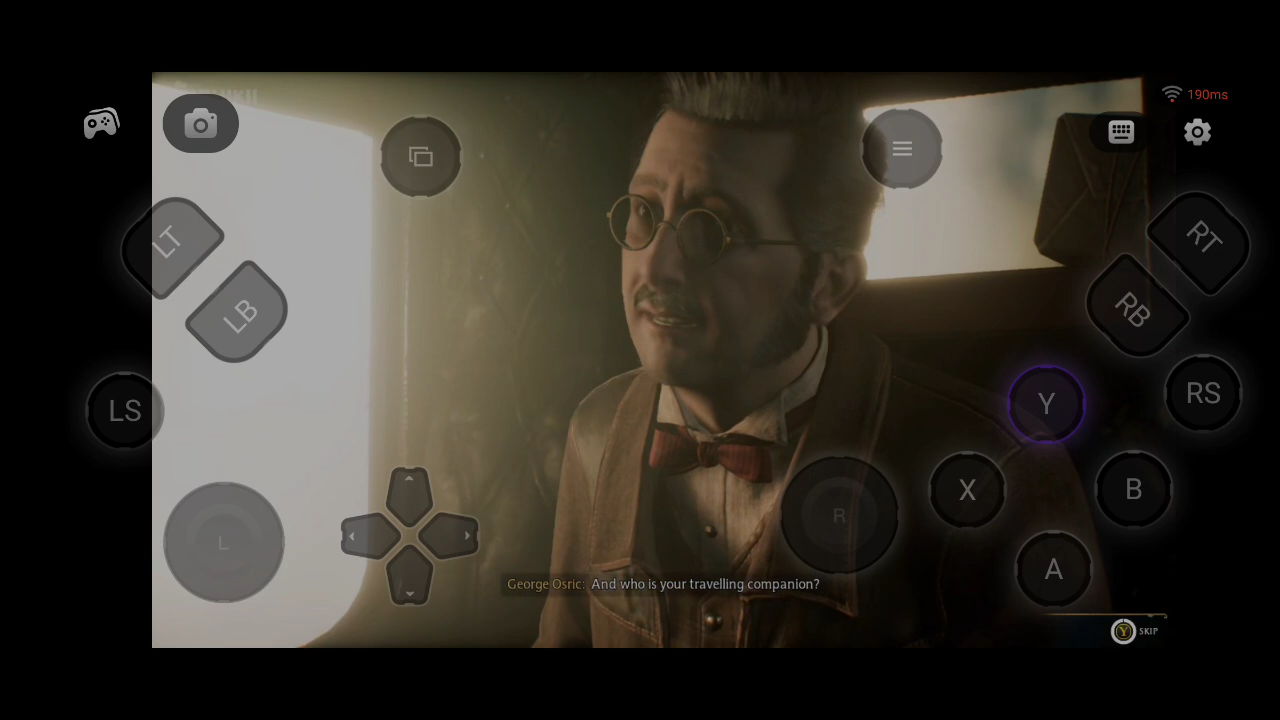 190ms
LT
RT
LB
RB
LS
RS
Y
X
B
R
L
A
George Osric: And who is your travelling companion?
Y SKIP